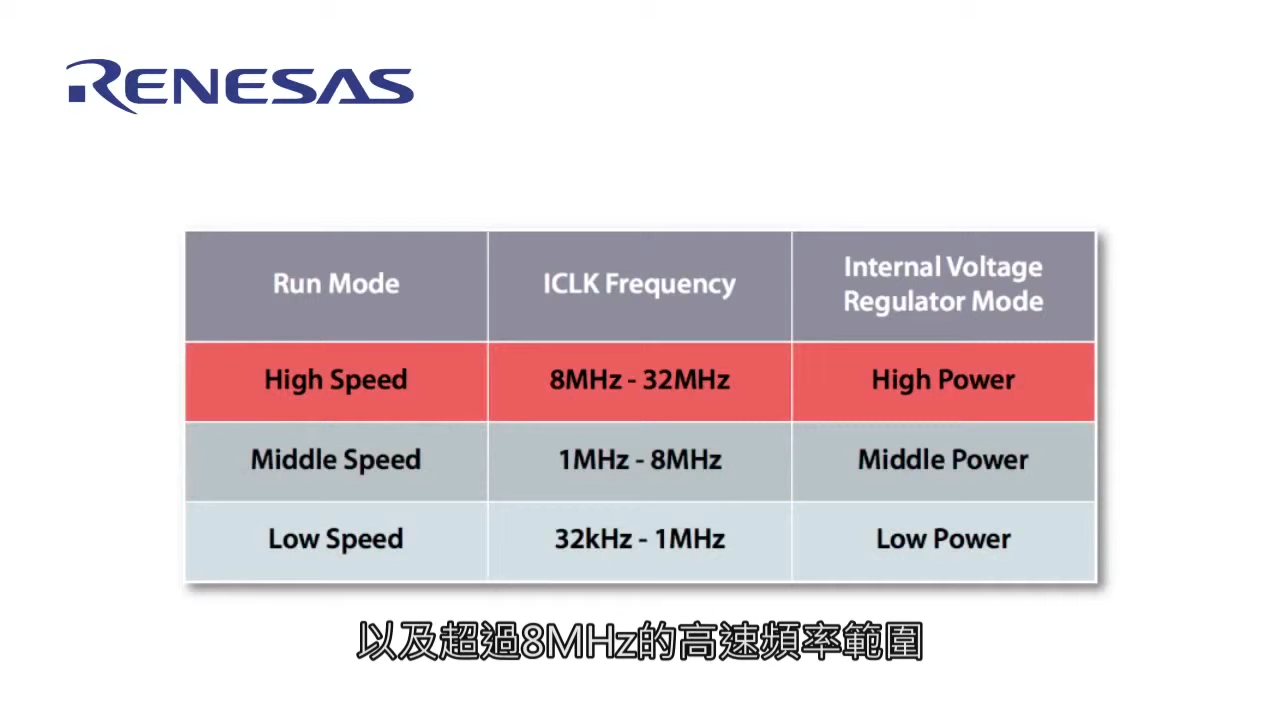 RENESAS
Run Mode
ICLK Frequency
Internal Voltage
Regulator Mode
High Speed
8MHz - 32MHz
High Power
Middle Speed
1MHz - 8MHz
Middle Power
Low Speed
32kHz - 1MHz
Low Power
以及超過8MHz的高速頻率範圍